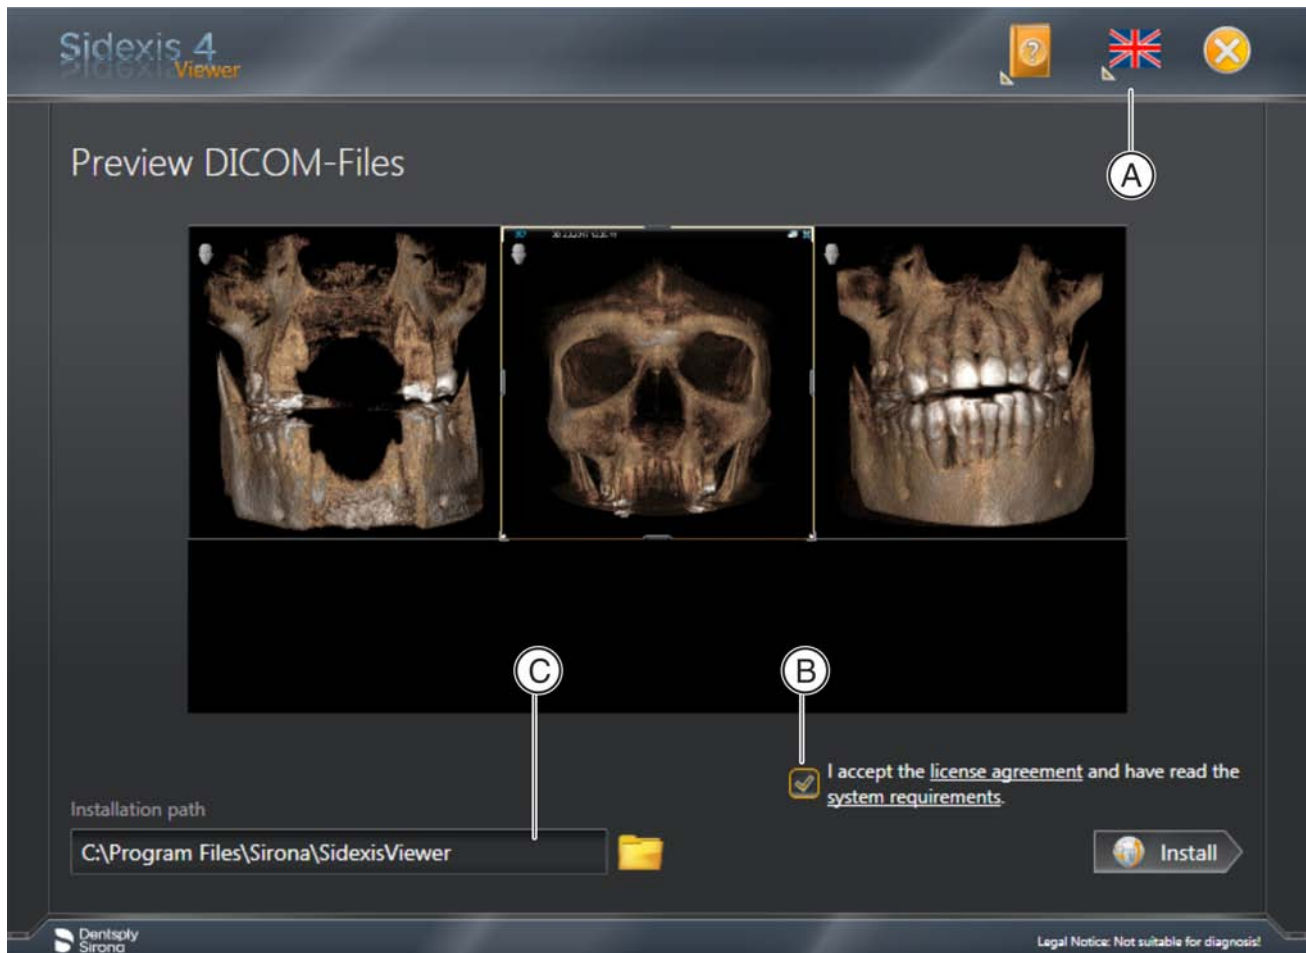 Sidexis 4
Viewer
A
Preview DICOM-Files
3D
C
B
I accept the license agreement and have read the
system requirements.
Installation path
C:\Program Files\Sirona\SidexisViewer
Install
Dentsply
Sirona
Legal Notice: Not suitable for diagnosis!